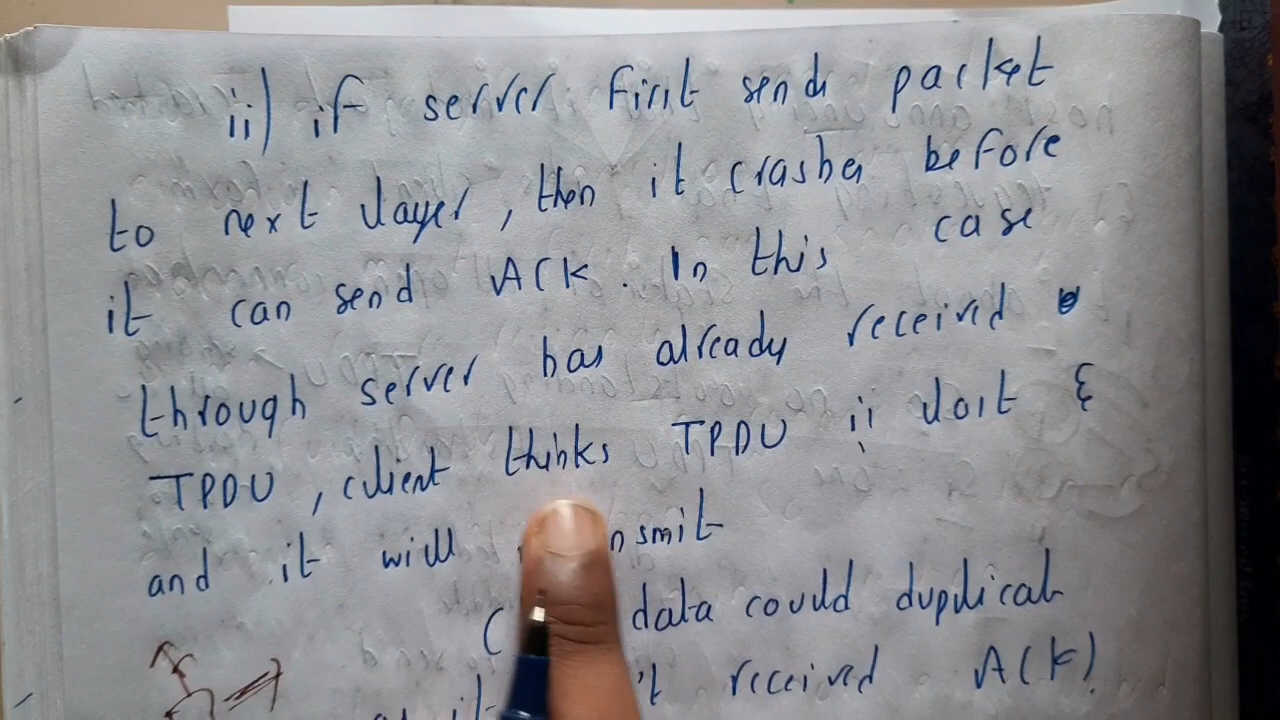 ii) if server first sends packet
to next layer, then it crashes before
it can send ACK. In this case
through server has already received
TPDU, client thinks TPDU is lost &
and it will nsmit
( data could duplicat
it 't received ACK)